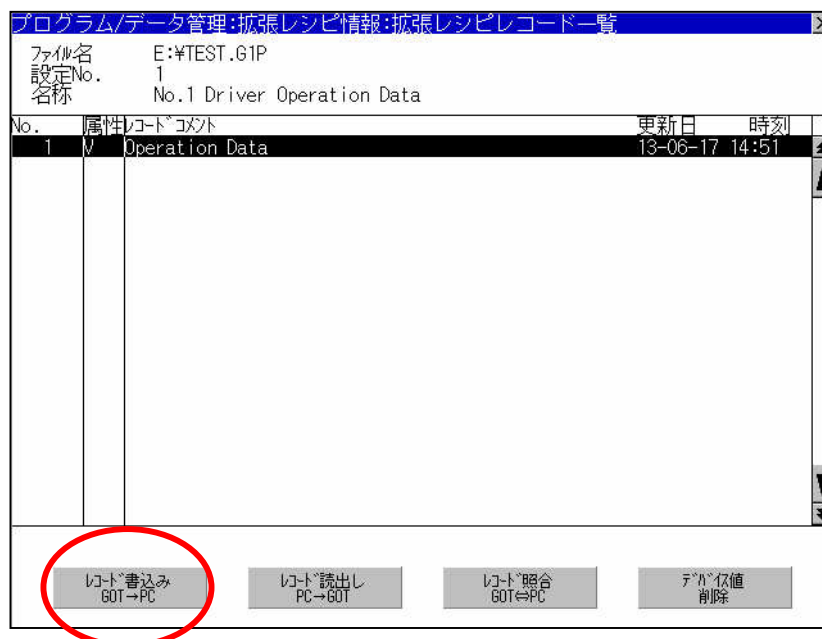 プログラム/データ管理:拡張レシピ情報:拡張レシピレコード一覧
ﾌｧｲﾙ名 E:¥TEST.G1P
設定No. 1
名称 No.1 Driver Operation Data
No. 属性 ﾚｺｰﾄﾞｺﾒﾝﾄ 更新日 時刻
1 V Operation Data 13-06-17 14:51
ﾚｺｰﾄﾞ書込み
GOT→PC
ﾚｺｰﾄﾞ読出し
PC→GOT
ﾚｺｰﾄﾞ照合
GOT⇔PC
ﾃﾞﾊﾞｲｽ値
削除